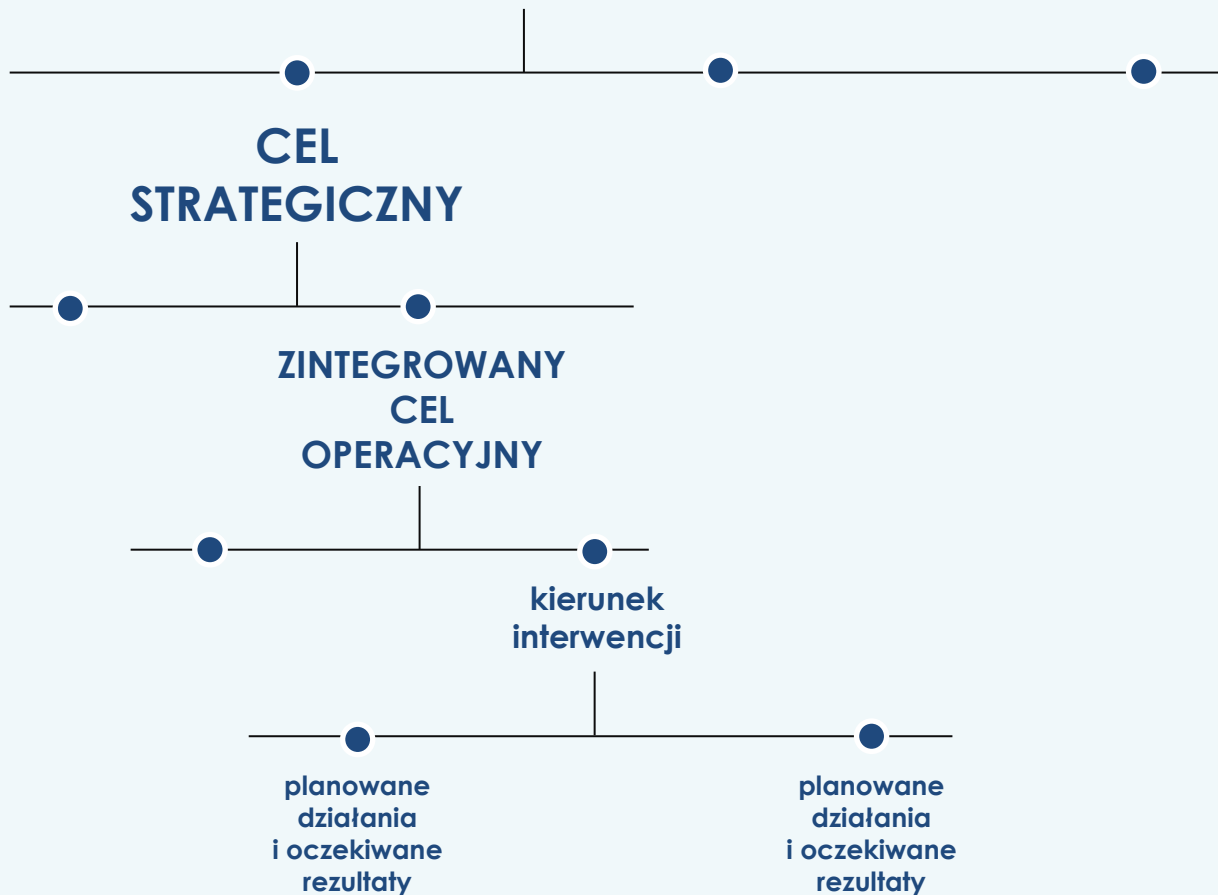 CEL
STRATEGICZNY
ZINTEGROWANY
CEL
OPERACYJNY
kierunek
interwencji
planowane
działania
i oczekiwane
rezultaty
planowane
działania
i oczekiwane
rezultaty